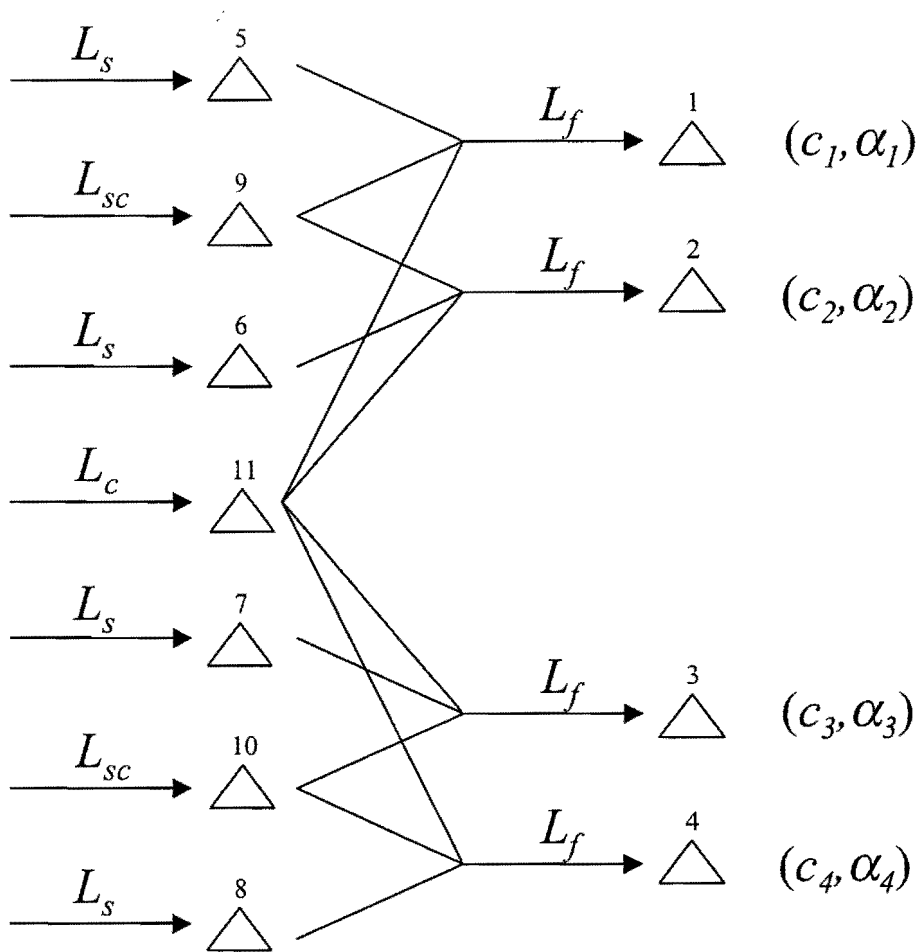 5
L_s
1
L_f
(c_1, α_1)
9
L_sc
2
L_f
(c_2, α_2)
6
L_s
11
L_c
7
L_s
3
L_f
(c_3, α_3)
10
L_sc
4
L_f
(c_4, α_4)
8
L_s